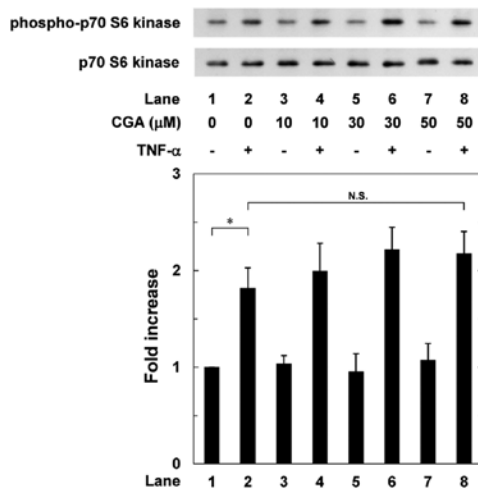 phospho-p70 S6 kinase
p70 S6 kinase
Lane 1 2 3 4 5 6 7 8
CGA (μM) 0 0 10 10 30 30 50 50
TNF-α - + - + - + - +
3
N.S.
*
2
1
0
Fold increase
Lane 1 2 3 4 5 6 7 8